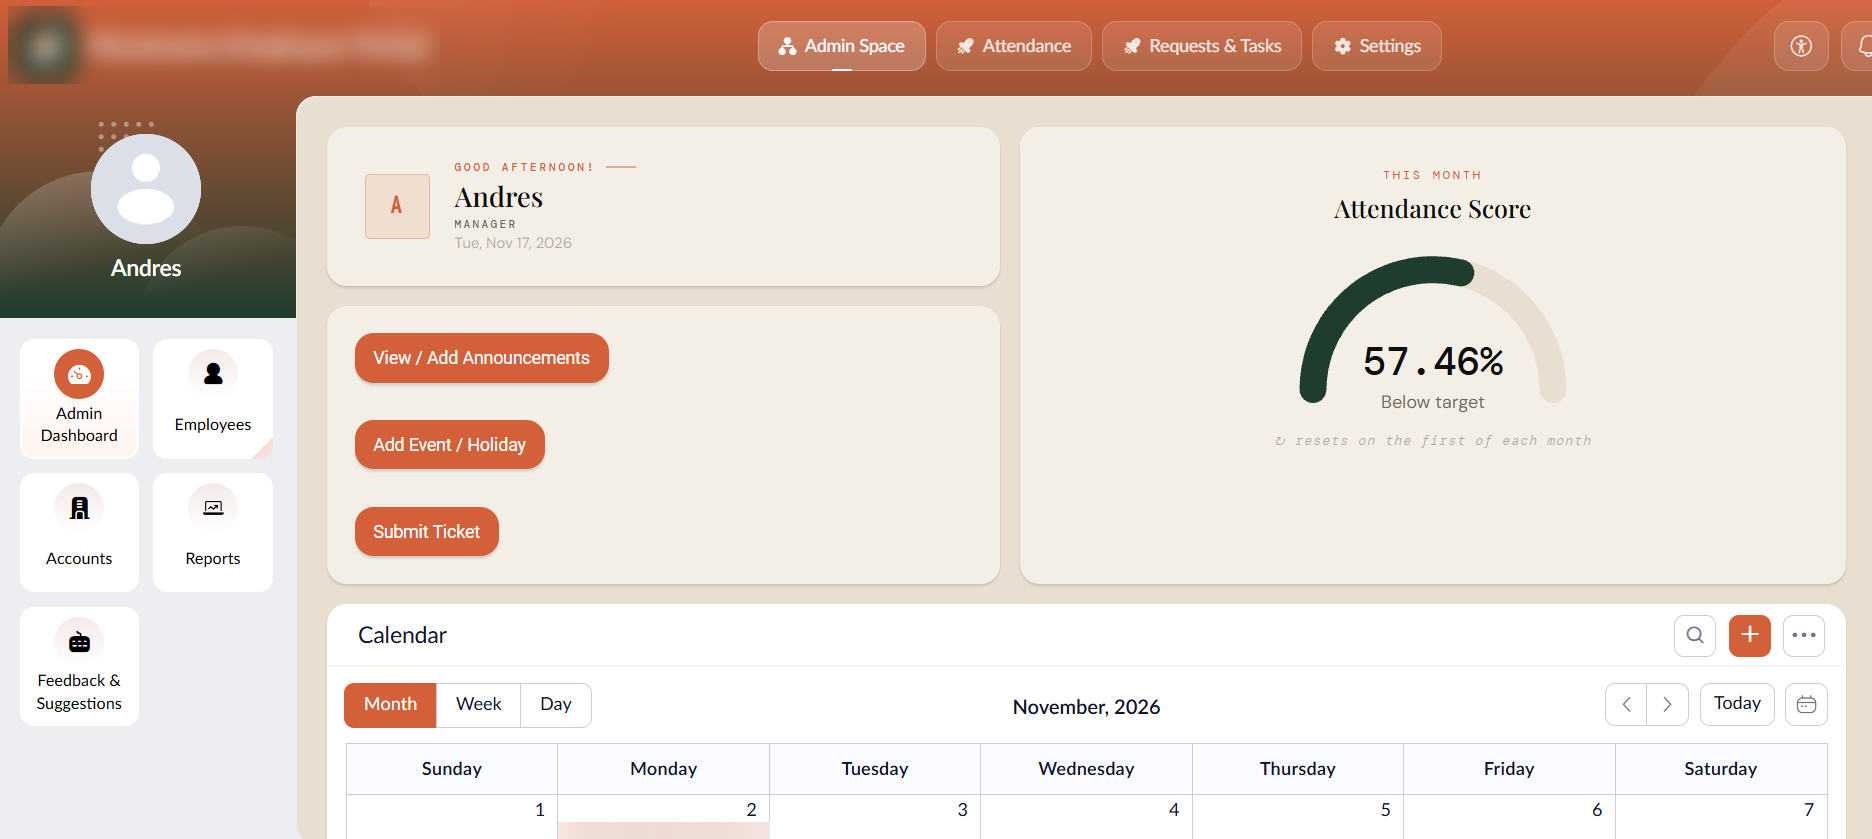 Admin Space
Attendance
Requests & Tasks
Settings
Andres
Admin
Dashboard
Employees
Accounts
Reports
Feedback &
Suggestions
GOOD AFTERNOON!
A
Andres
MANAGER
Tue, Nov 17, 2026
View / Add Announcements
Add Event / Holiday
Submit Ticket
THIS MONTH
Attendance Score
57.46%
Below target
↻ resets on the first of each month
Calendar
Month
Week
Day
November, 2026
Today
Sunday
Monday
Tuesday
Wednesday
Thursday
Friday
Saturday
1
2
3
4
5
6
7